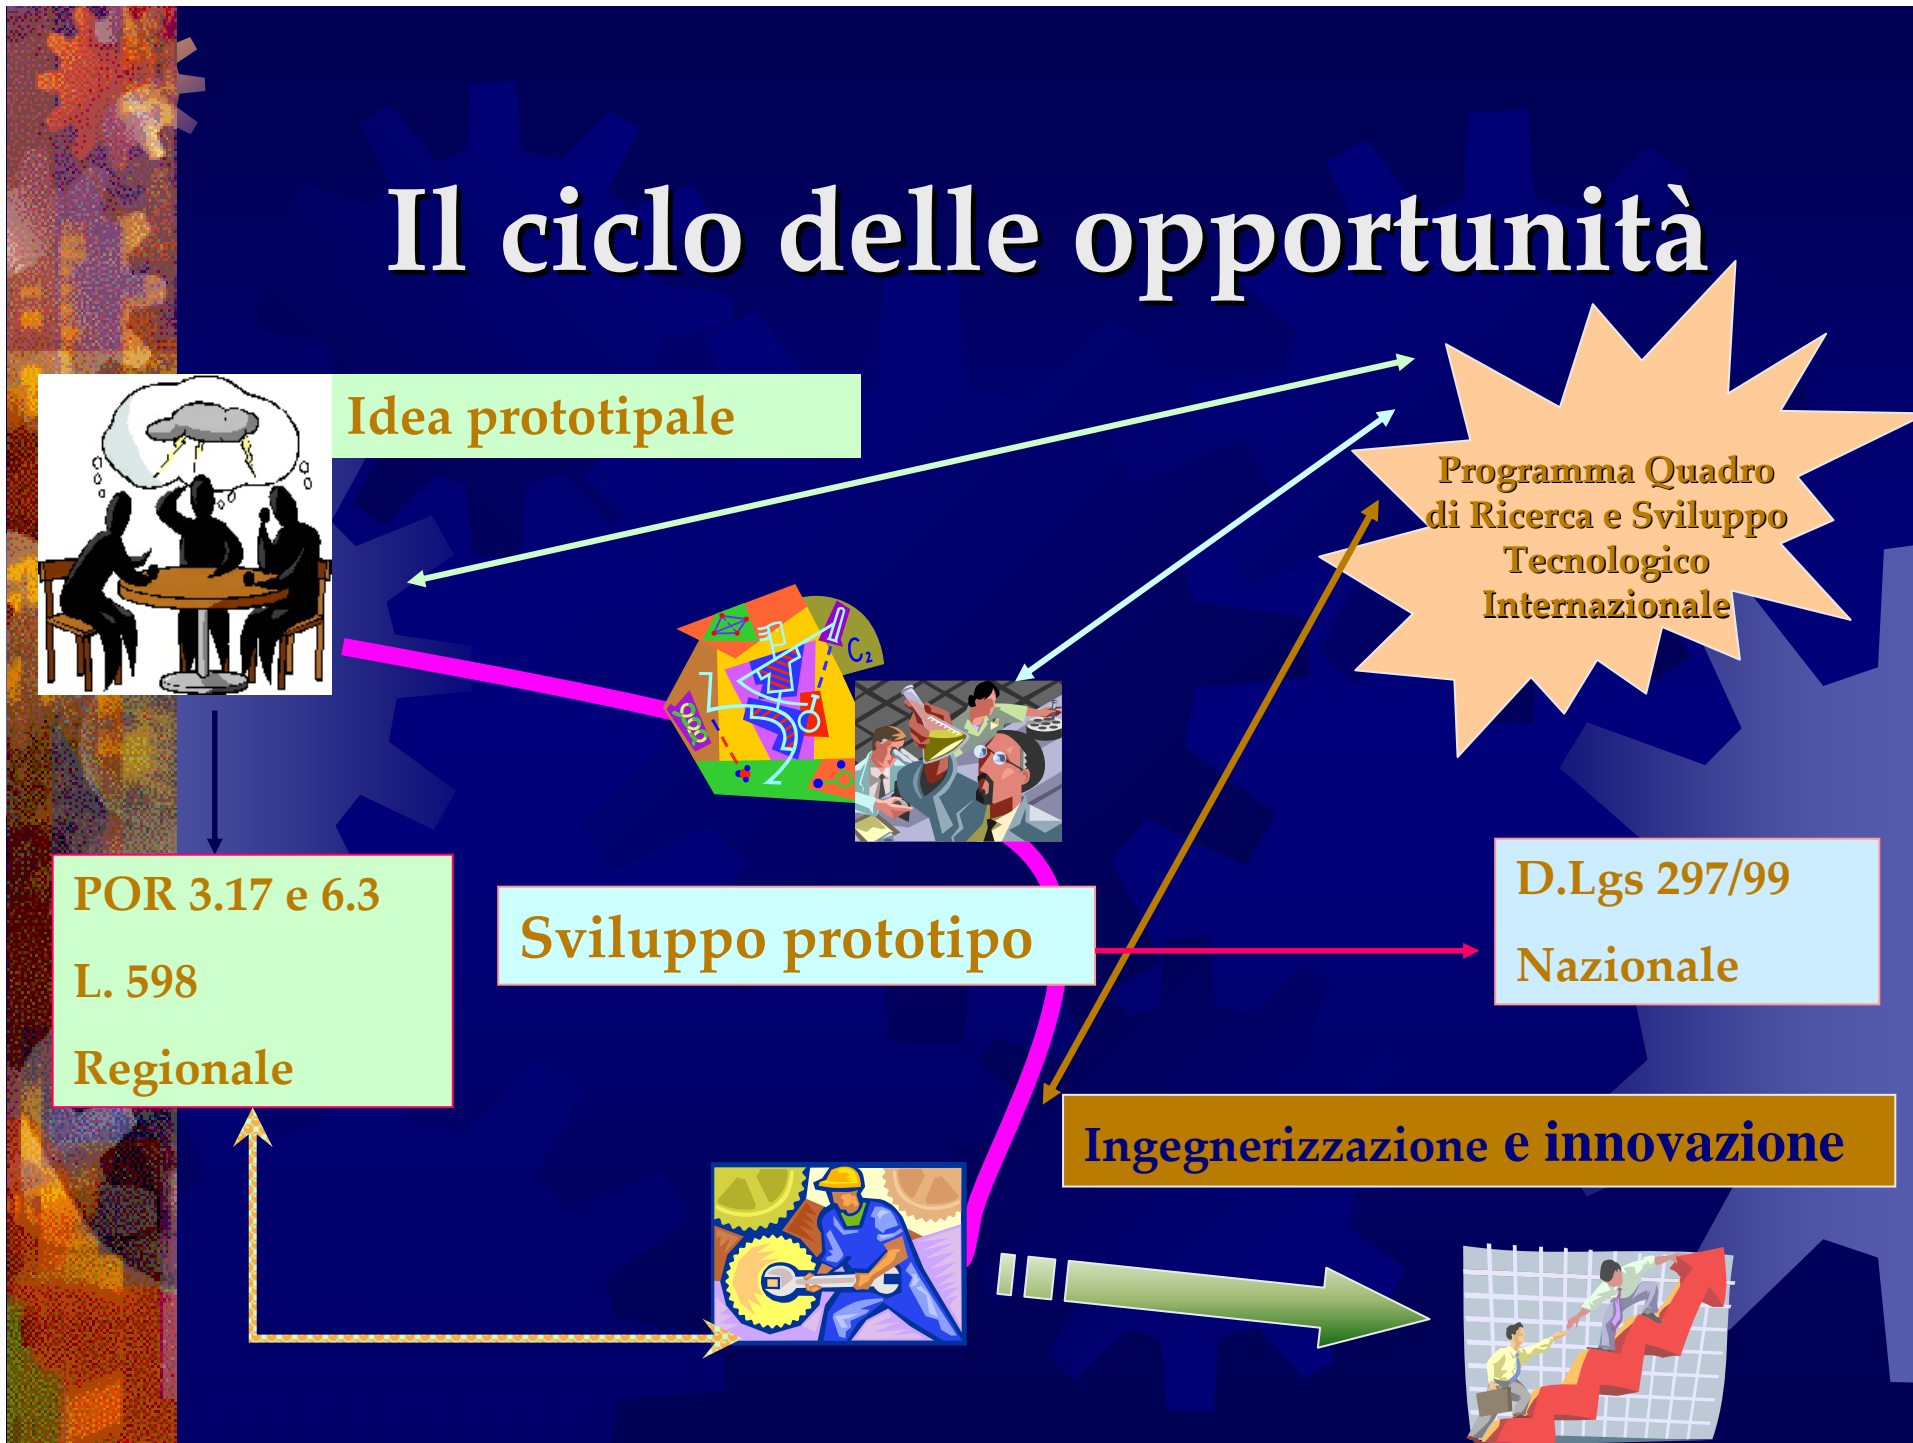 Il ciclo delle opportunità
Idea prototipale
Programma Quadro
di Ricerca e Sviluppo
Tecnologico
Internazionale
C2
POR 3.17 e 6.3
L. 598
Regionale
Sviluppo prototipo
D.Lgs 297/99
Nazionale
Ingegnerizzazione e innovazione